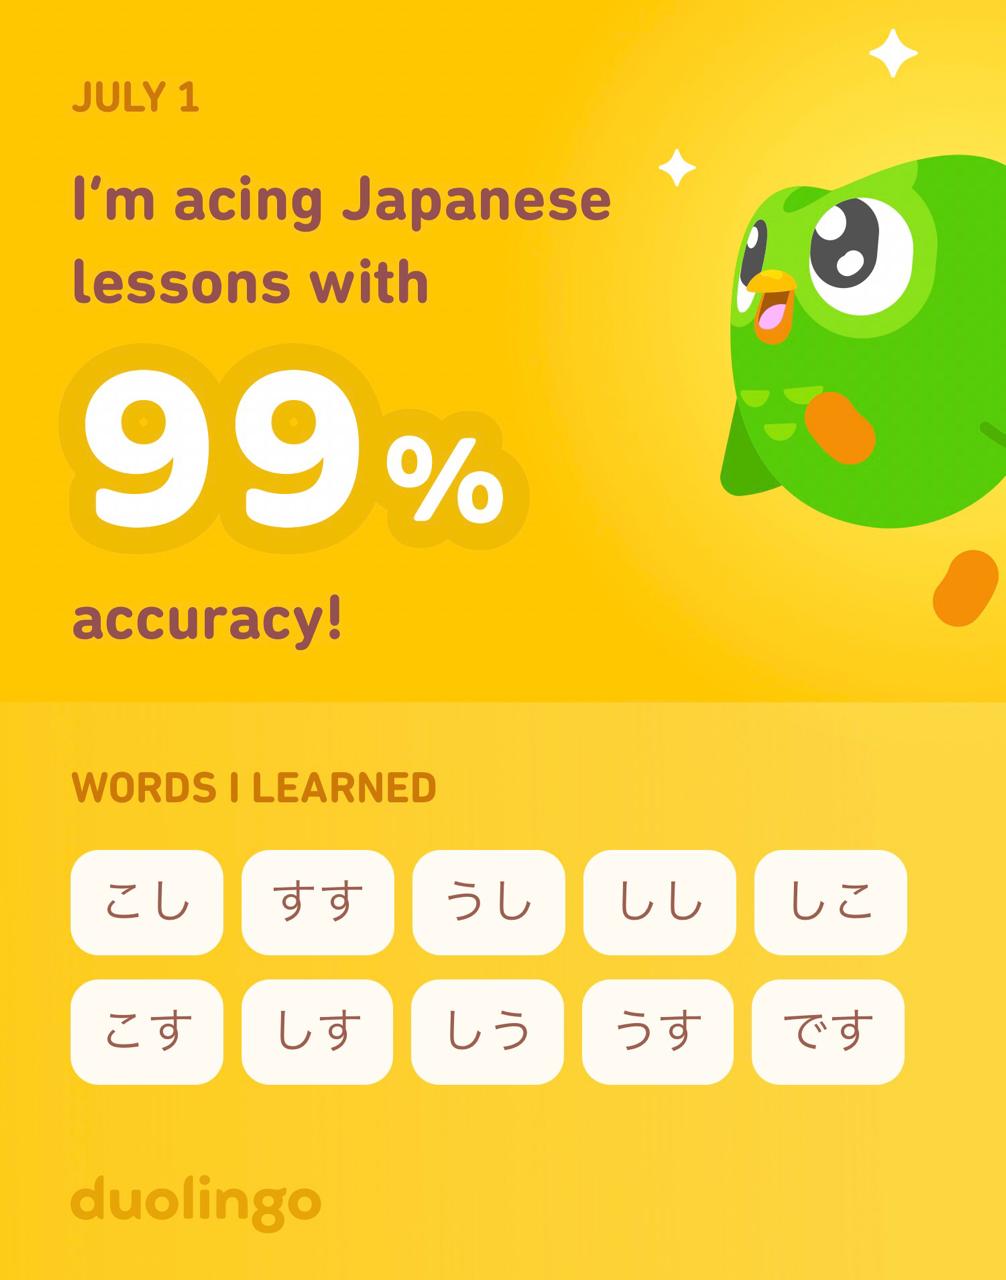 JULY 1
I'm acing Japanese
lessons with
99%
accuracy!
WORDS I LEARNED
こし すす うし しし しこ
こす しす しう うす です
duolingo